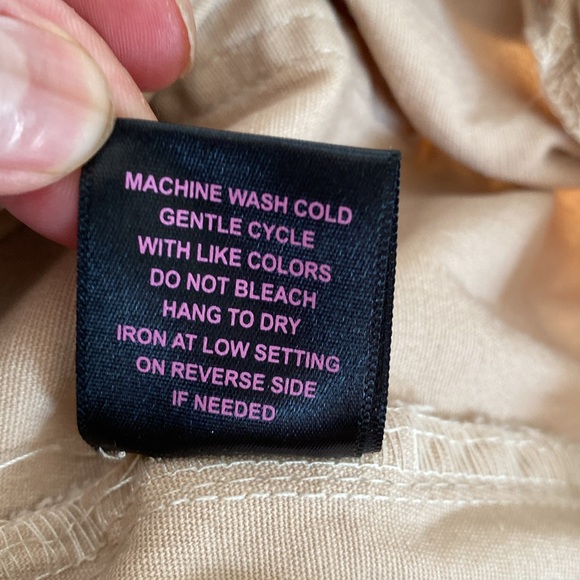 MACHINE WASH COLD
GENTLE CYCLE
WITH LIKE COLORS
DO NOT BLEACH
HANG TO DRY
IRON AT LOW SETTING
ON REVERSE SIDE
IF NEEDED